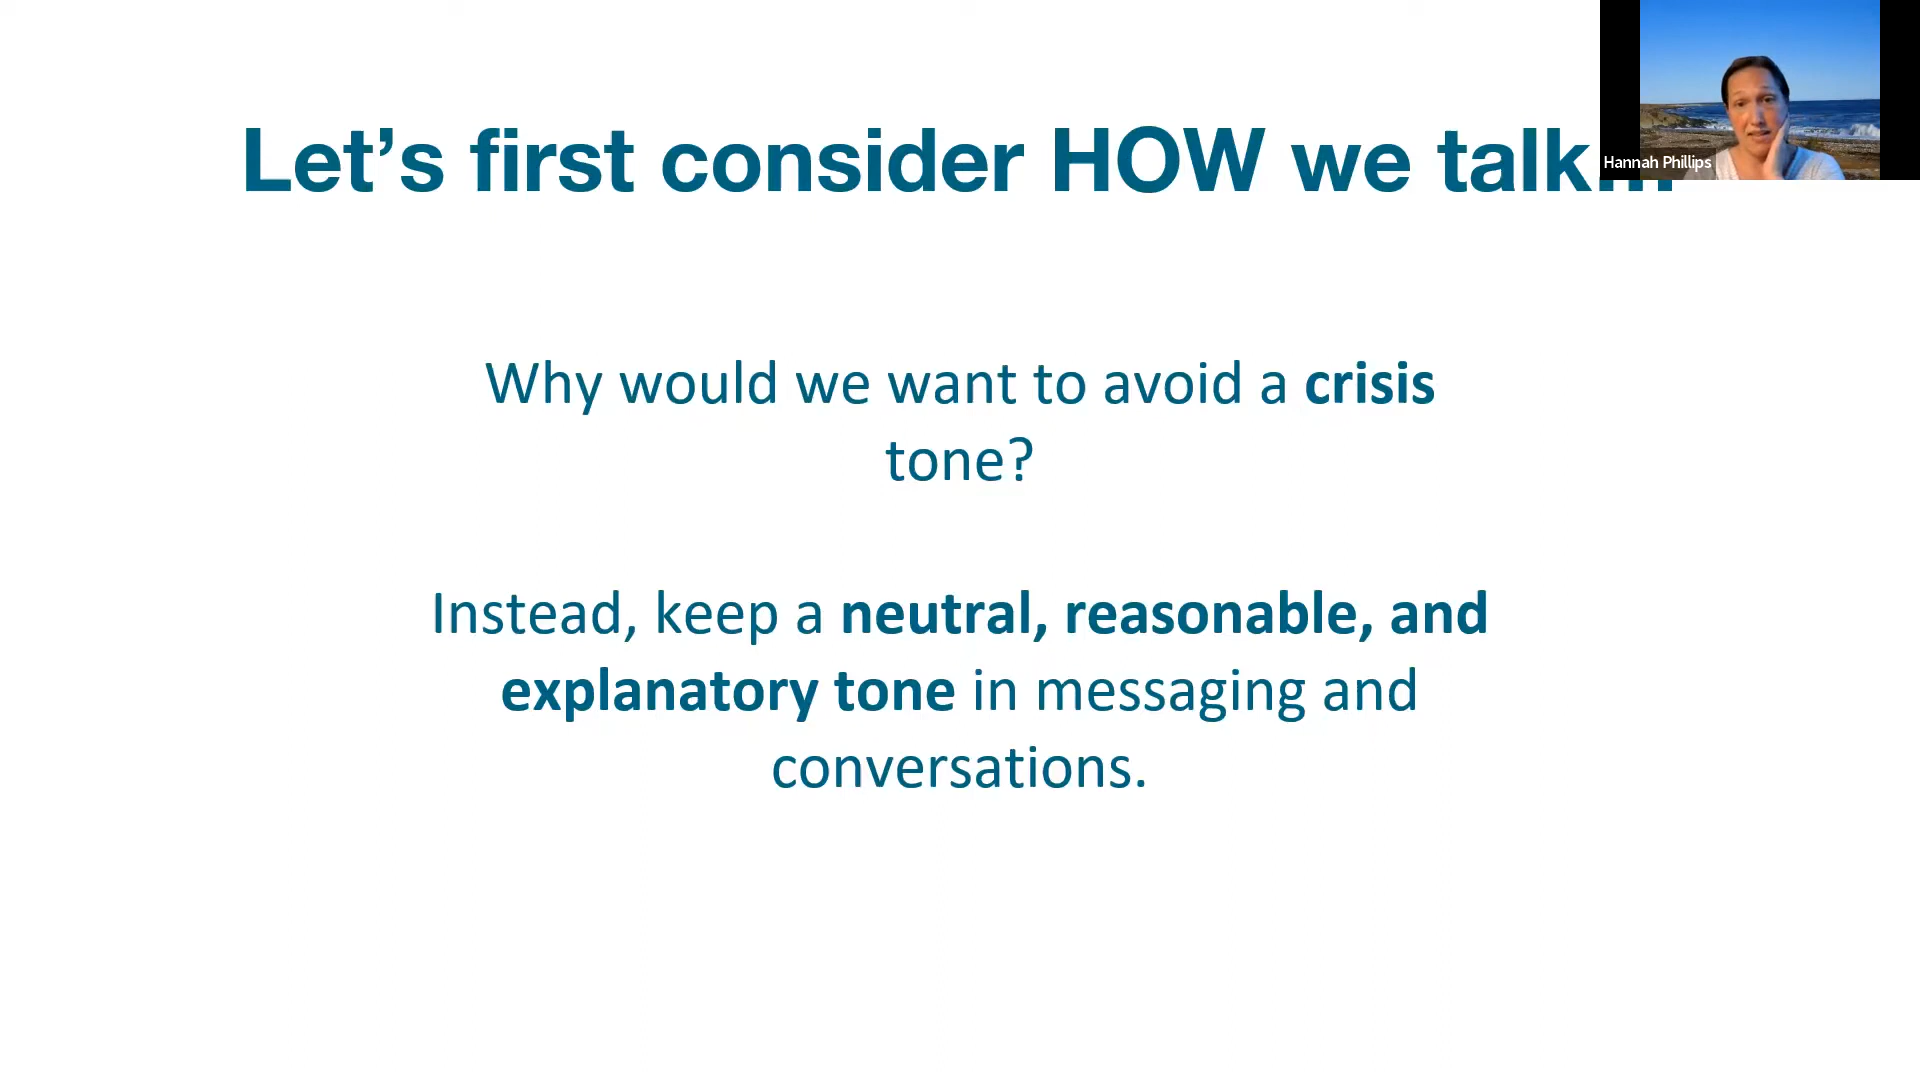 Let’s first consider HOW we talk...
Hannah Phillips
Why would we want to avoid a crisis
tone?
Instead, keep a neutral, reasonable, and
explanatory tone in messaging and
conversations.